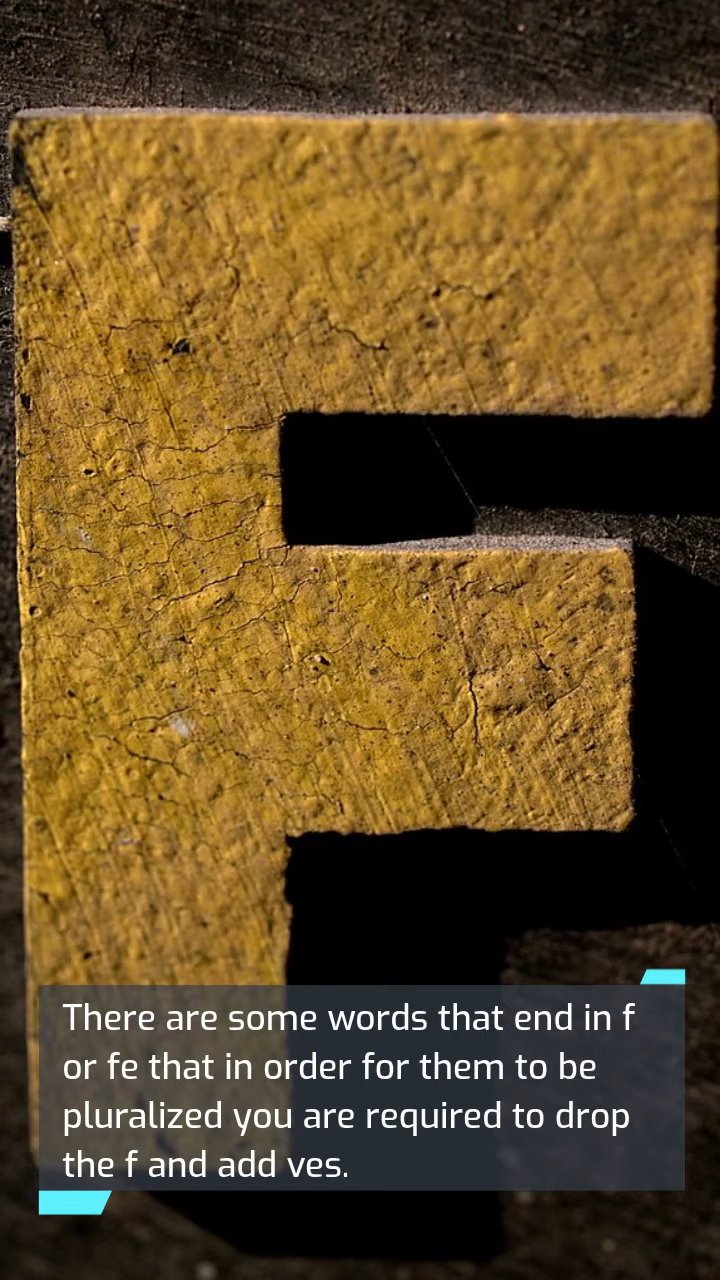 F
There are some words that end in f
or fe that in order for them to be
pluralized you are required to drop
the f and add ves.